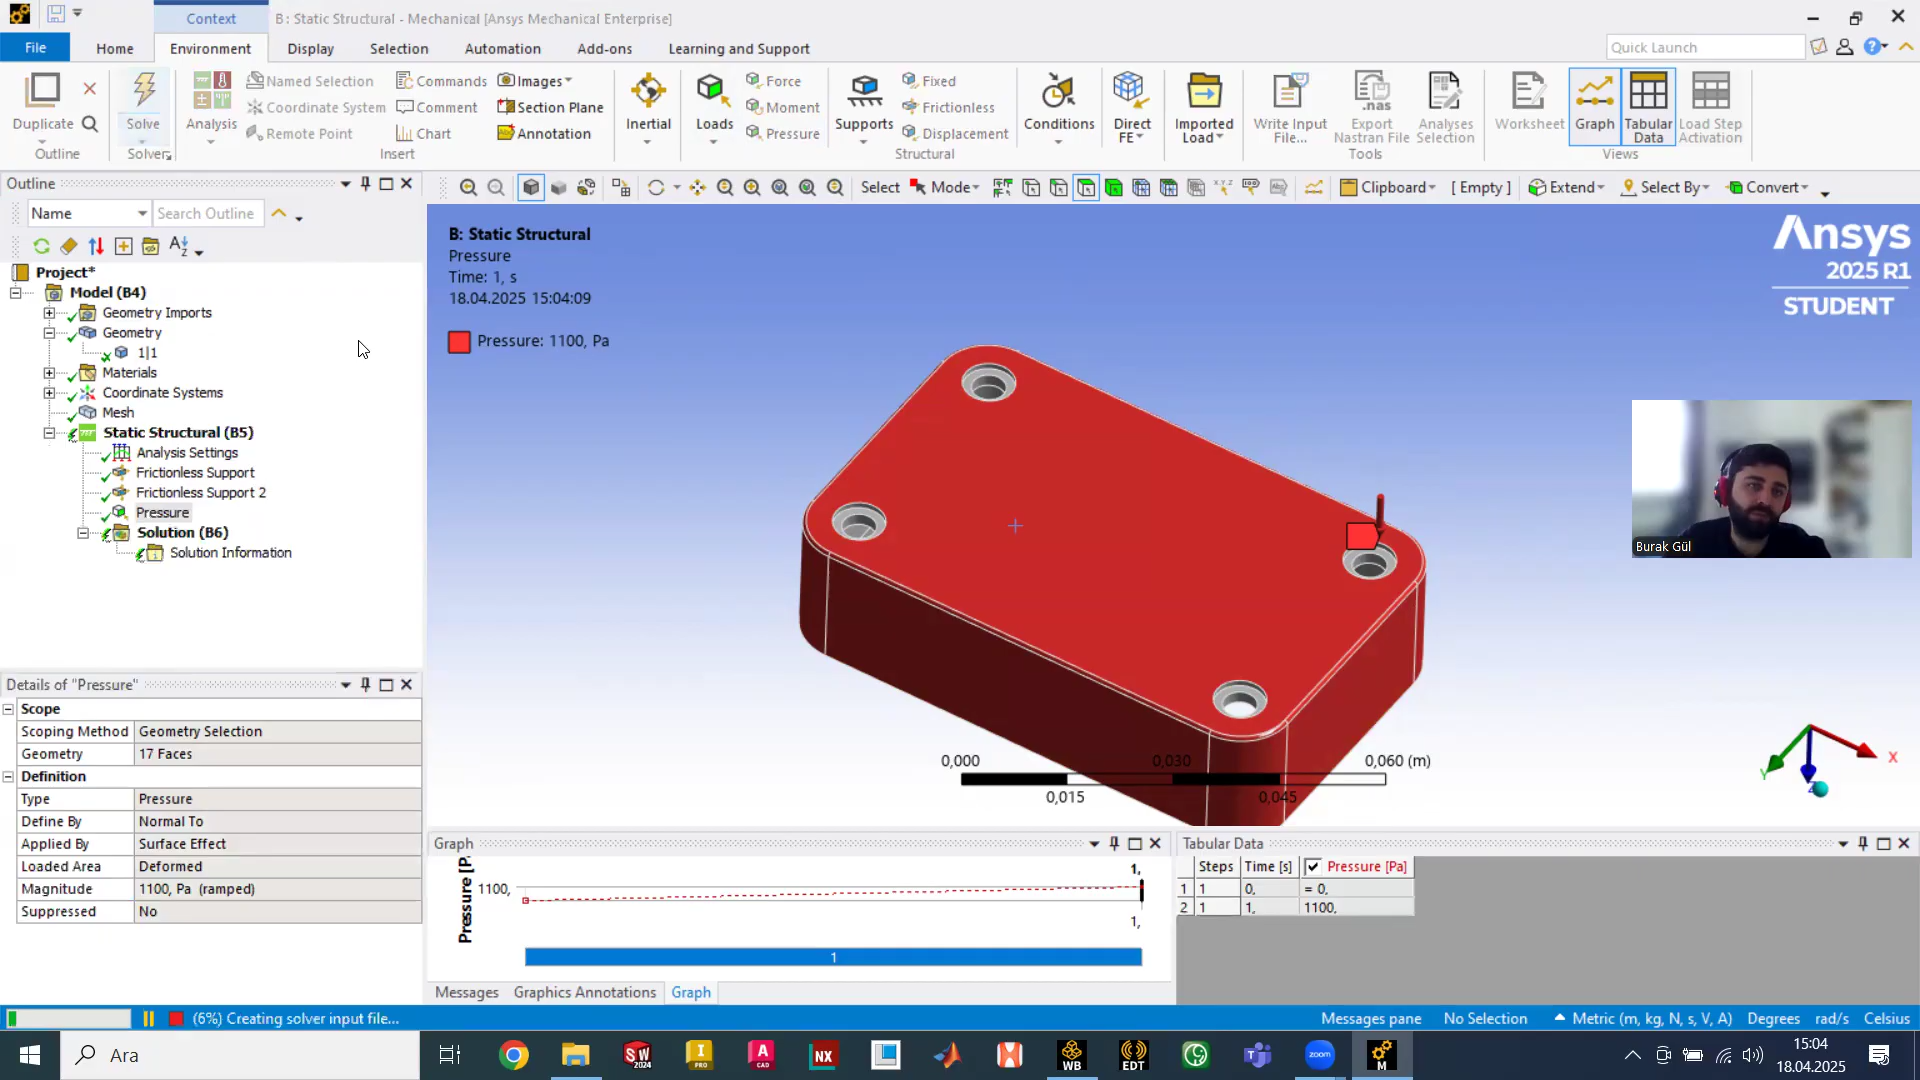 Context
B : Static Structural - Mechanical [Ansys Mechanical Enterprise]
File
Home
Environment
Display
Selection
Automation
Add-ons
Learning and Support
Quick Launch
Duplicate
Outline
Solve
Solver
Analysis
Named Selection
Coordinate System
Remote Point
Commands
Comment
Chart
Images
Section Plane
Annotation
Insert
Inertial
Loads
Force
Moment
Pressure
Supports
Fixed
Frictionless
Displacement
Structural
Conditions
Direct
FE
Imported
Load
Write Input
File...
.nas
Export
Nastran File
Analyses
Selection
Tools
Worksheet
Graph
Tabular
Data
Load Step
Activation
Views
Outline
Name
Search Outline
Select
Mode
Clipboard
[ Empty ]
Extend
Select By
Convert
Project*
Model (B4)
Geometry Imports
Geometry
1|1
Materials
Coordinate Systems
Mesh
Static Structural (B5)
Analysis Settings
Frictionless Support
Frictionless Support 2
Pressure
Solution (B6)
Solution Information
B: Static Structural
Pressure
Time: 1, s
18.04.2025 15:04:09
Pressure: 1100, Pa
Ansys
2025 R1
STUDENT
Burak Gül
0,000
0,030
0,060 (m)
0,015
0,045
X
Y
Z
Details of "Pressure"
Scope
Scoping Method Geometry Selection
Geometry 17 Faces
Definition
Type Pressure
Define By Normal To
Applied By Surface Effect
Loaded Area Deformed
Magnitude 1100, Pa (ramped)
Suppressed No
Graph
Pressure [P
1100,
1,
1,
1
Messages
Graphics Annotations
Graph
Tabular Data
Steps Time [s] Pressure [Pa]
1 1 0, = 0,
2 1 1, 1100,
(6%) Creating solver input file...
Messages pane
No Selection
Metric (m, kg, N, s, V, A)
Degrees
rad/s
Celsius
Ara
SW
2024
I
PRO
A
CAD
NX
WB
EDT
zoom
M
15:04
18.04.2025